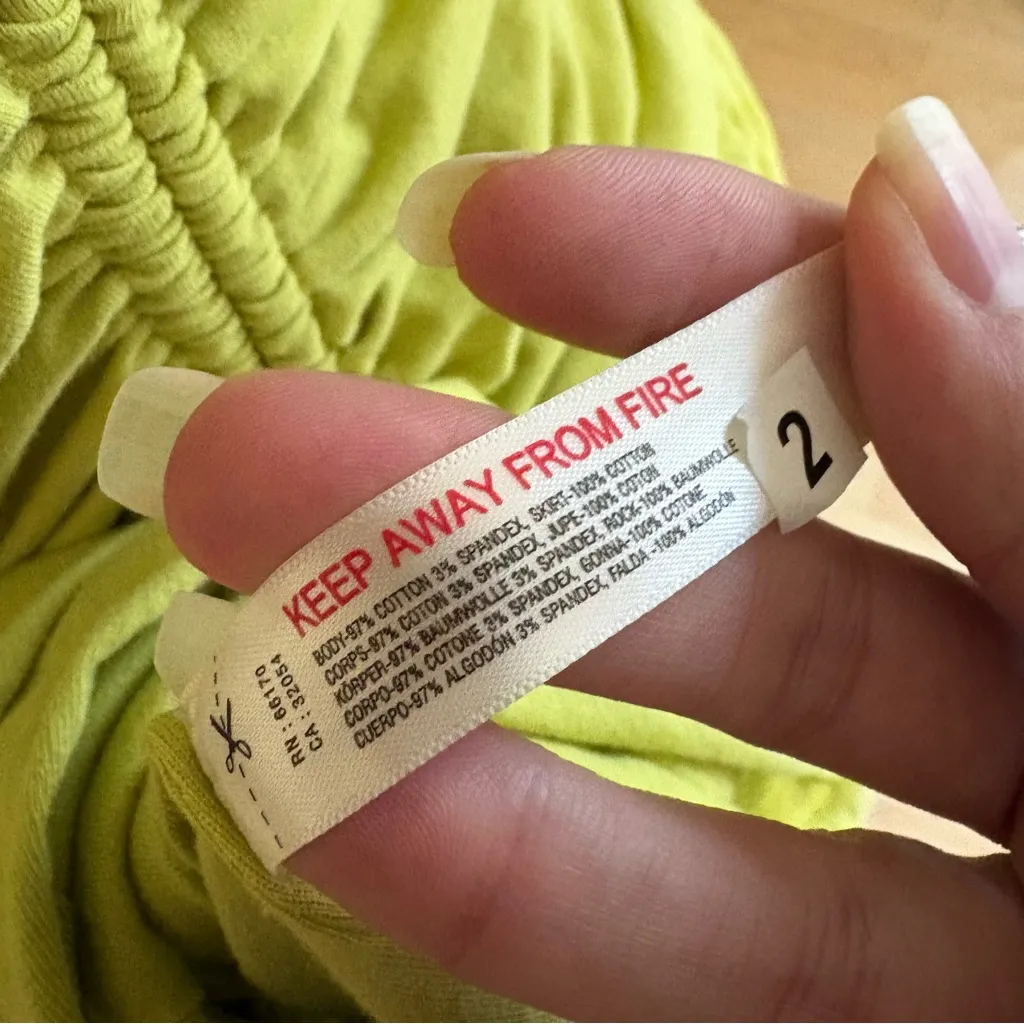 KEEP AWAY FROM FIRE
BODY-97% COTTON 3% SPANDEX, SKIRT-100% COTTON
CORPS-97% COTON 3% SPANDEX, JUPE-100% COTON
KÖRPER-97% BAUMWOLLE 3% SPANDEX, ROCK-100% BAUMWOLLE
CORPO-97% COTONE 3% SPANDEX, GONNA-100% COTONE
CUERPO-97% ALGODÓN 3% SPANDEX, FALDA -100% ALGODÓN
RN : 66170
CA : 32054
2